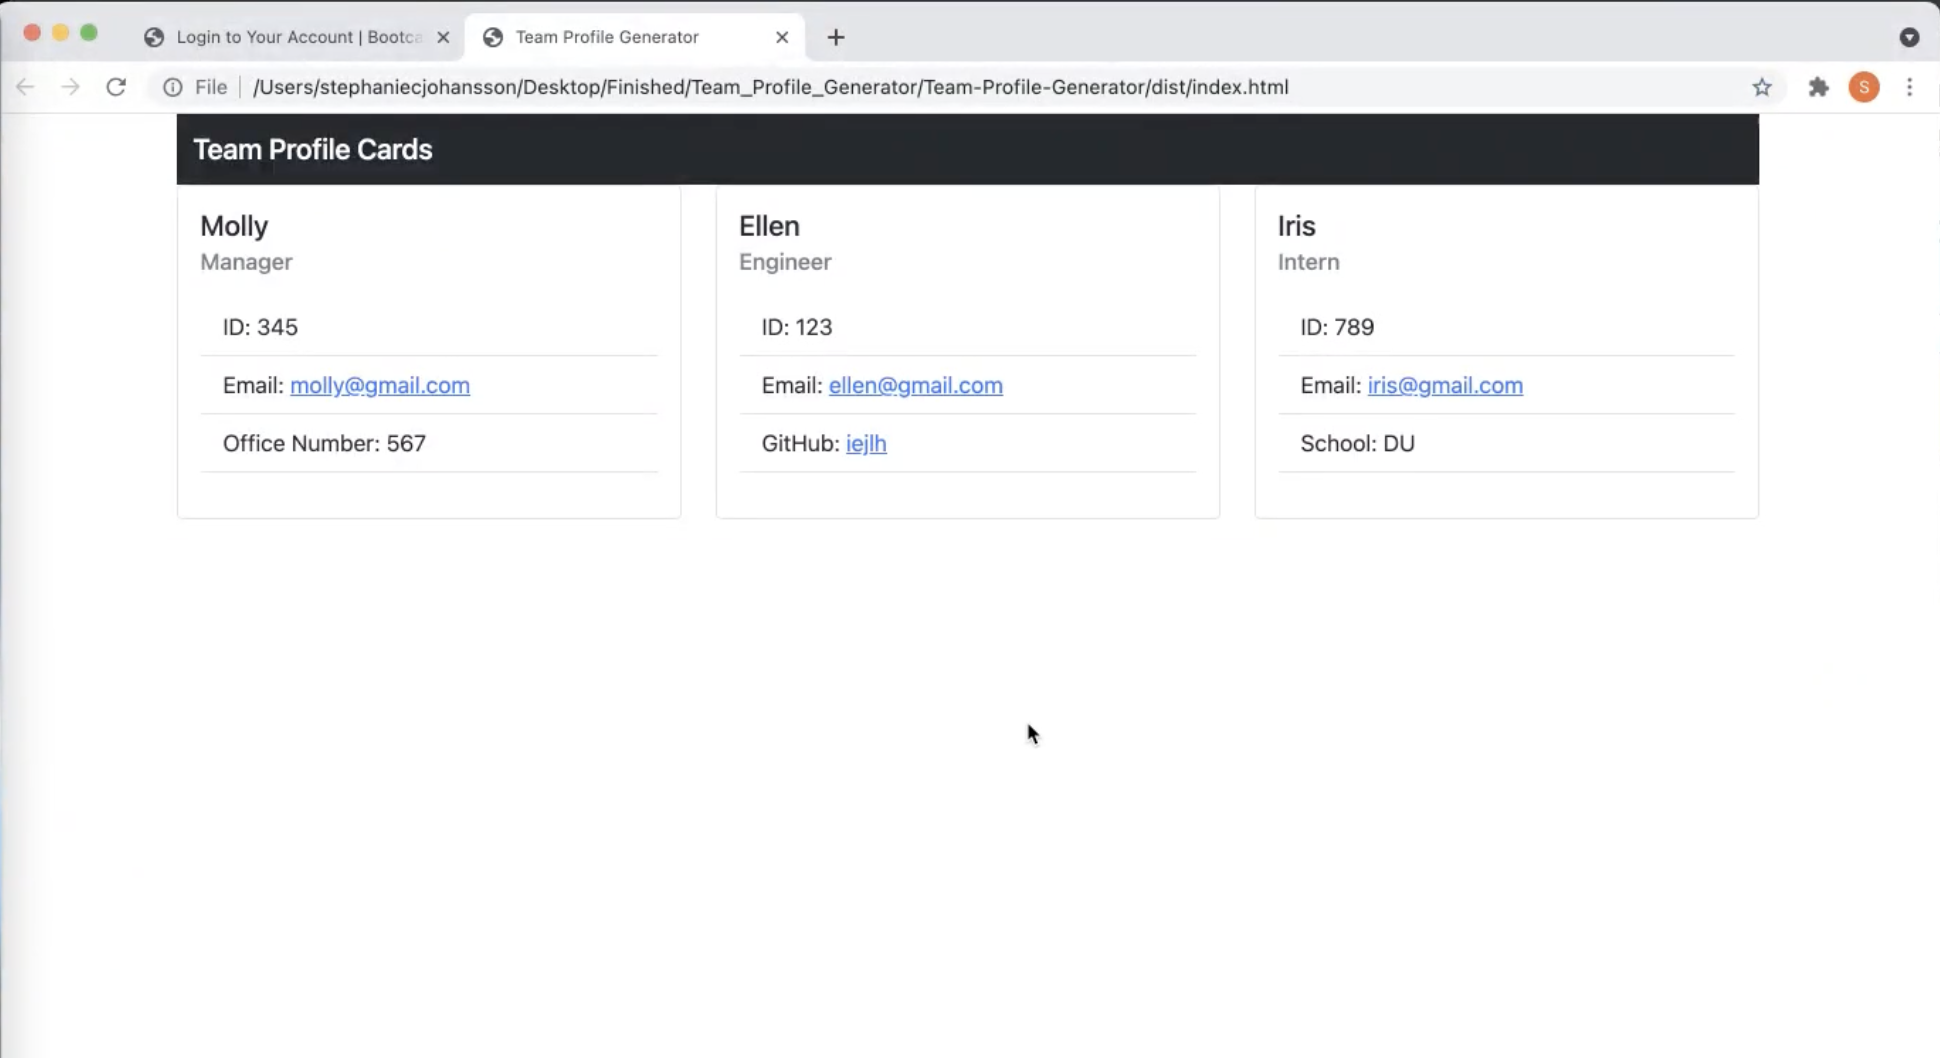 Login to Your Account | Bootca
Team Profile Generator
File
/Users/stephaniecjohansson/Desktop/Finished/Team_Profile_Generator/Team-Profile-Generator/dist/index.html
S
Team Profile Cards
Molly
Manager
ID: 345
Email: molly@gmail.com
Office Number: 567
Ellen
Engineer
ID: 123
Email: ellen@gmail.com
GitHub: iejlh
Iris
Intern
ID: 789
Email: iris@gmail.com
School: DU